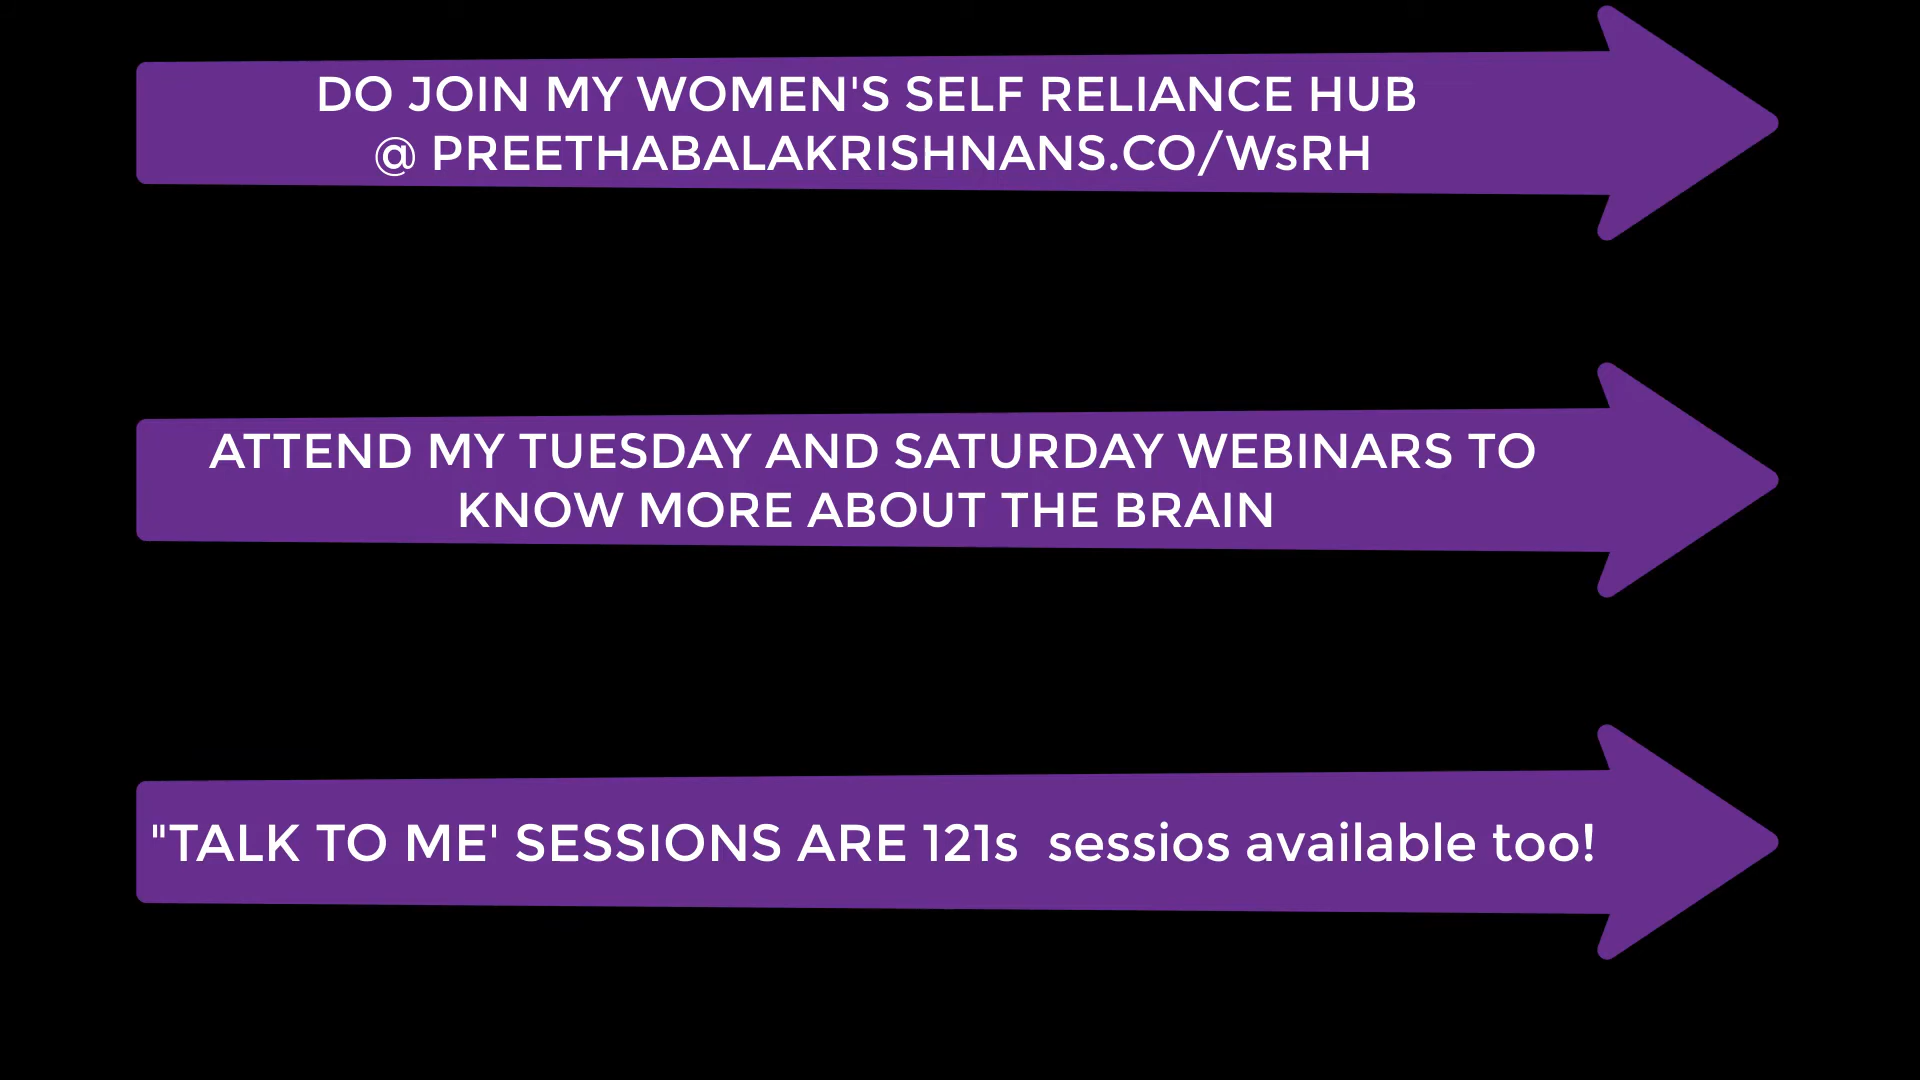 DO JOIN MY WOMEN'S SELF RELIANCE HUB
@ PREETHABALAKRISHNANS.CO/WsRH
ATTEND MY TUESDAY AND SATURDAY WEBINARS TO
KNOW MORE ABOUT THE BRAIN
"TALK TO ME' SESSIONS ARE 121s  sessios available too!